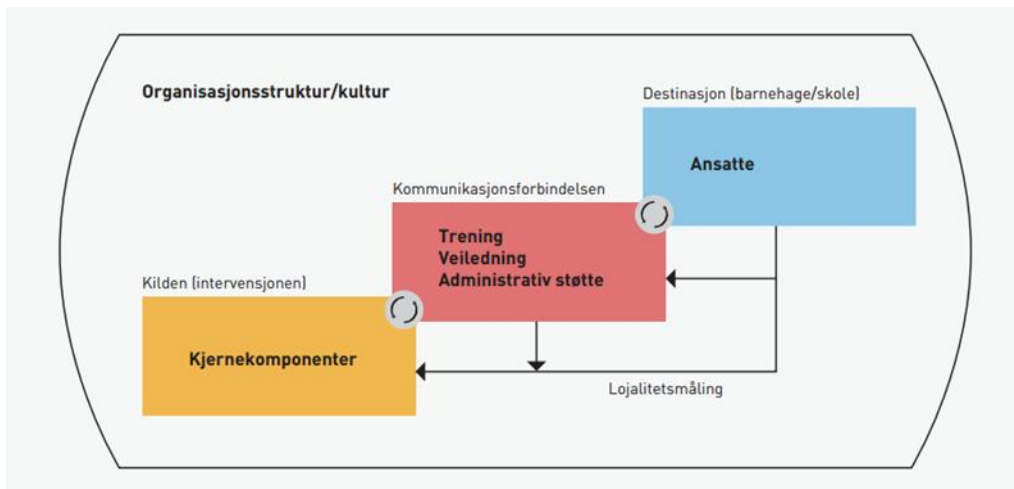 Organisasjonsstruktur/kultur
Destinasjon (barnehage/skole)
Ansatte
Kommunikasjonsforbindelsen
Trening
Veiledning
Administrativ støtte
Kilden (intervensjonen)
Kjernekomponenter
Lojalitetsmåling